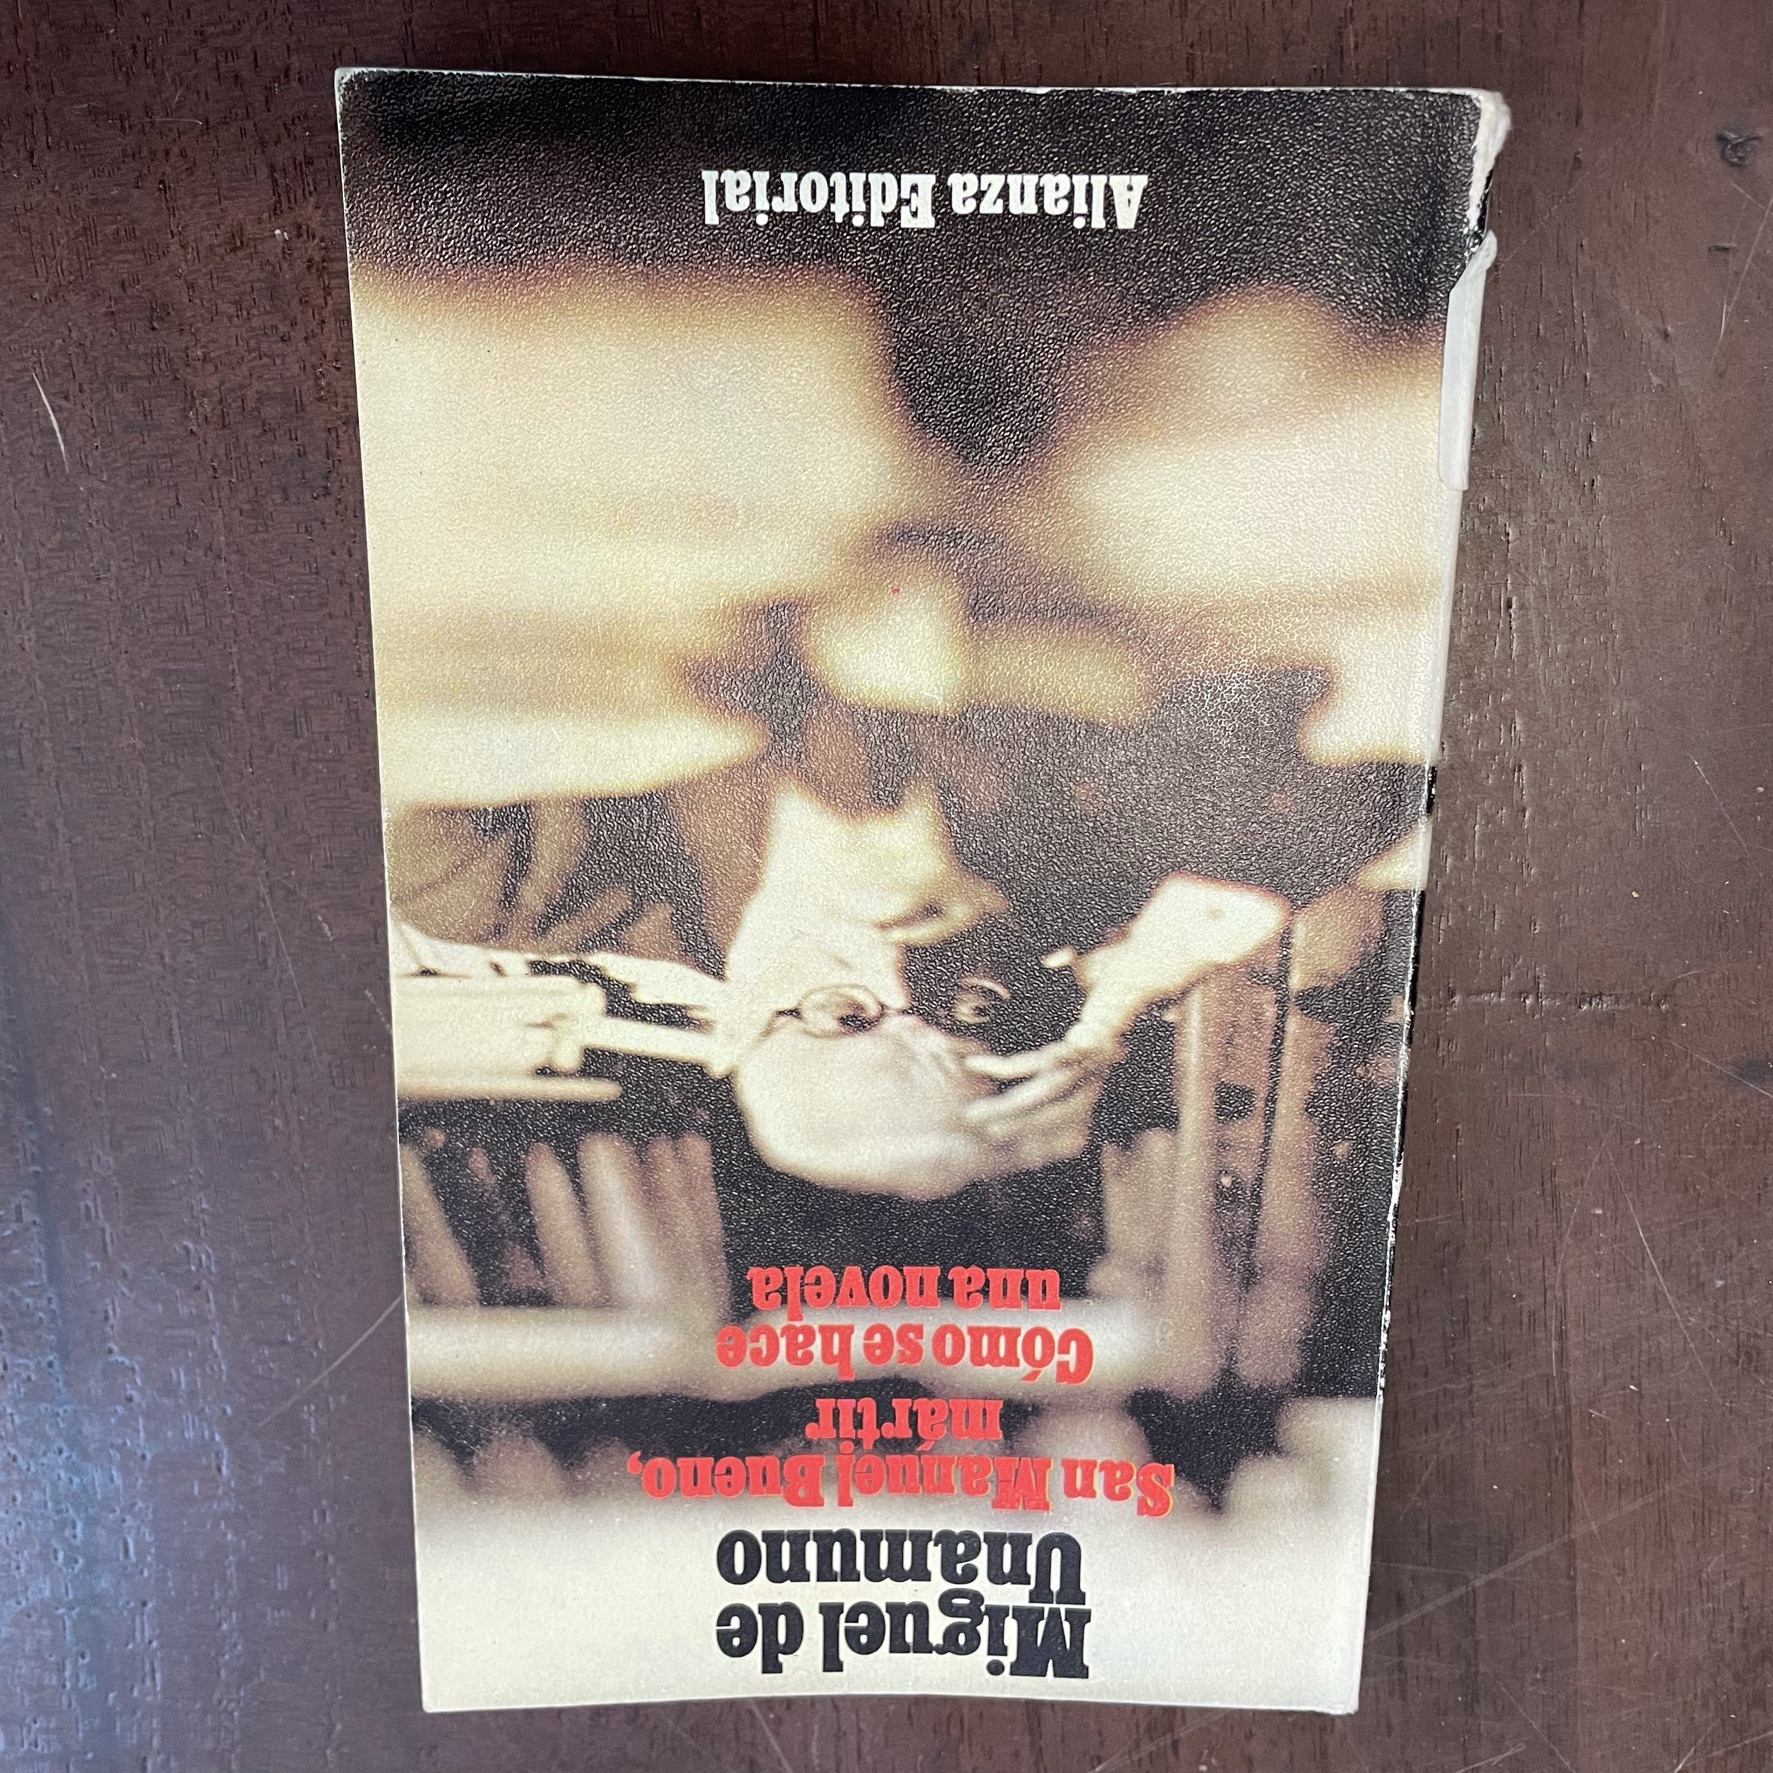 Miguel de
Unamuno
San Manuel Bueno,
mártir
Cómo se hace
una novela
Alianza Editorial